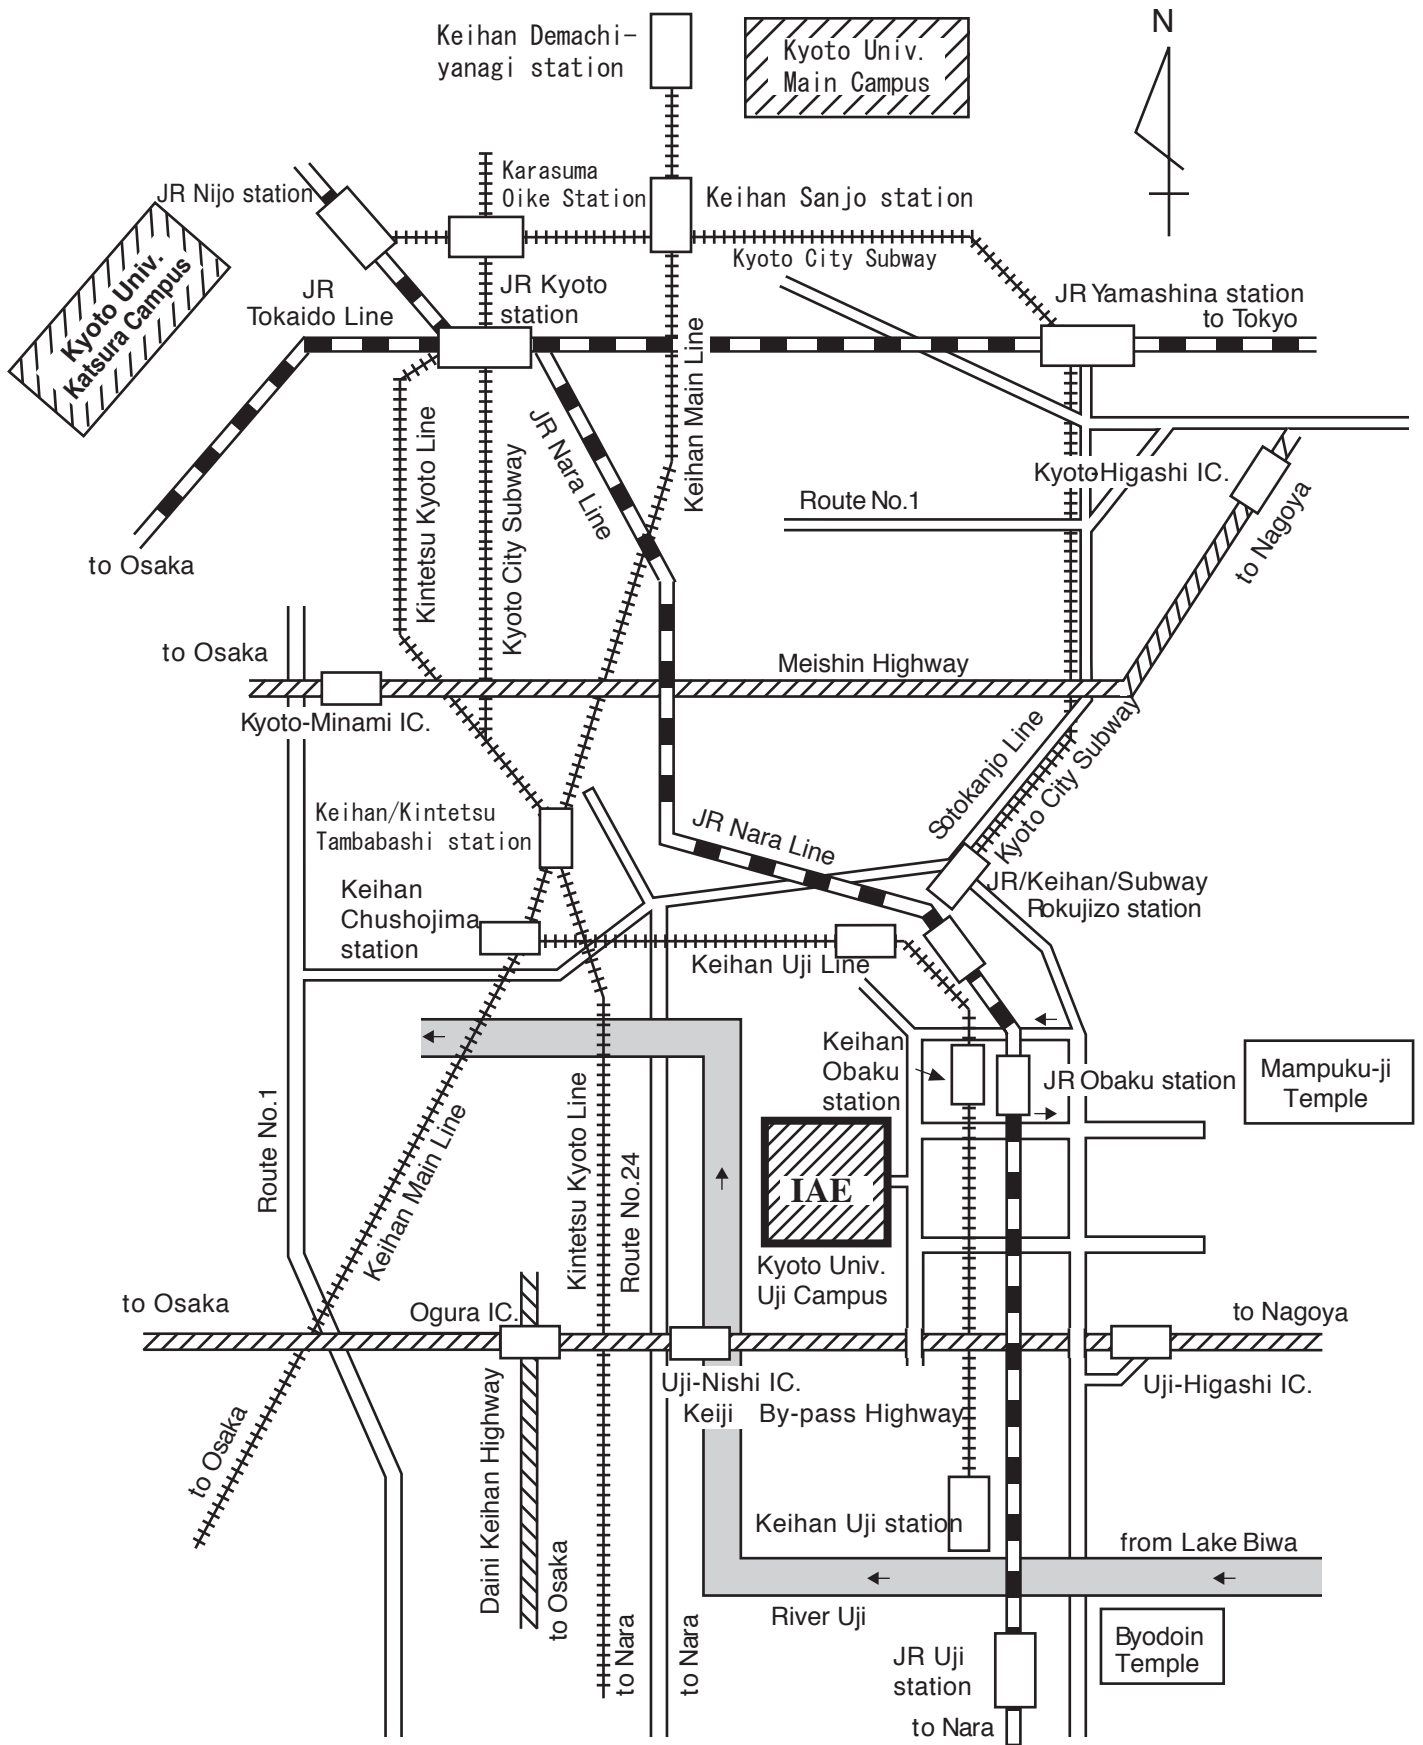 Keihan Demachi-
yanagi station
Kyoto Univ.
Main Campus
N
Karasuma
Oike Station
JR Nijo station
Keihan Sanjo station
Kyoto City Subway
Kyoto Univ.
Katsura Campus
JR
Tokaido Line
JR Kyoto
station
JR Yamashina station
to Tokyo
Keihan Main Line
Kintetsu Kyoto Line
Kyoto City Subway
JR Nara Line
Kyoto-Higashi IC.
Route No.1
to Nagoya
to Osaka
to Osaka
Meishin Highway
Kyoto-Minami IC.
Sotokanjo Line
Kyoto City Subway
Keihan/Kintetsu
Tambabashi station
JR Nara Line
JR/Keihan/Subway
Rokujizo station
Keihan
Chushojima
station
Keihan Uji Line
Keihan
Obaku
station
JR Obaku station
Mampuku-ji
Temple
Route No.1
Keihan Main Line
Kintetsu Kyoto Line
Route No.24
IAE
Kyoto Univ.
Uji Campus
to Osaka
Ogura IC.
to Nagoya
Uji-Nishi IC.
Uji-Higashi IC.
Keiji By-pass Highway
to Osaka
Daini Keihan Highway
to Osaka
Keihan Uji station
from Lake Biwa
River Uji
to Nara
to Nara
Byodoin
Temple
JR Uji
station
to Nara